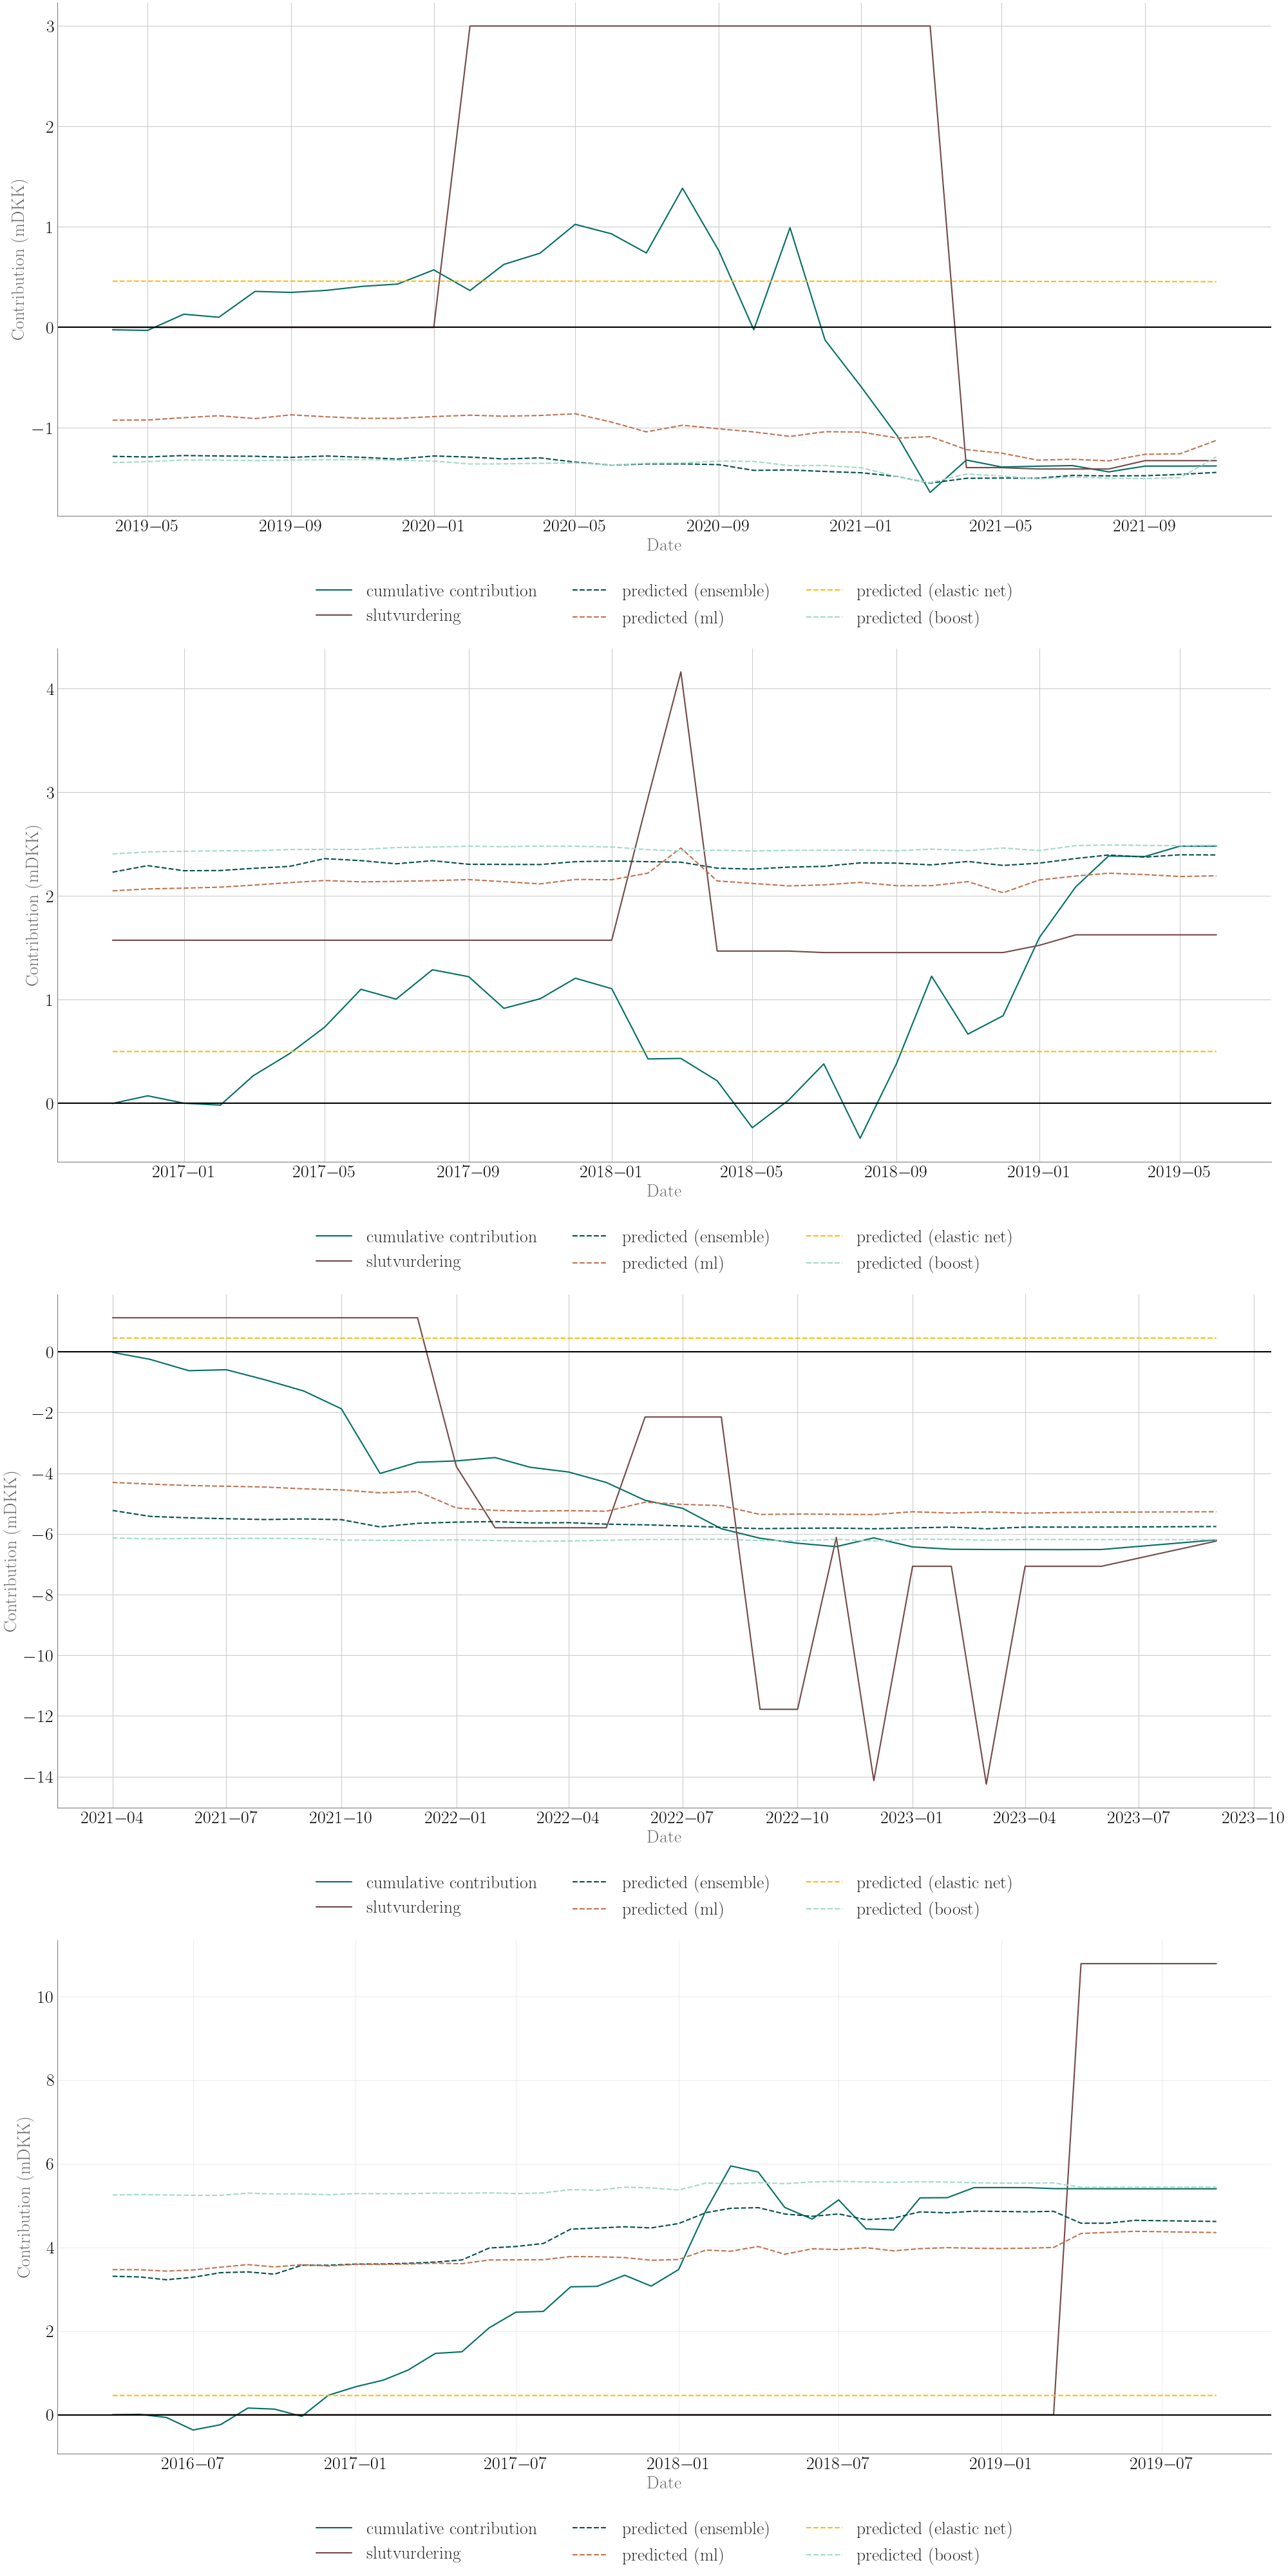 3
2
1
0
−1
Contribution (mDKK)
2019−05 2019−09 2020−01 2020−05 2020−09 2021−01 2021−05 2021−09
Date
cumulative contribution predicted (ensemble) predicted (elastic net)
slutvurdering predicted (ml) predicted (boost)
4
3
2
1
0
Contribution (mDKK)
2017−01 2017−05 2017−09 2018−01 2018−05 2018−09 2019−01 2019−05
Date
cumulative contribution predicted (ensemble) predicted (elastic net)
slutvurdering predicted (ml) predicted (boost)
0
−2
−4
−6
−8
−10
−12
−14
Contribution (mDKK)
2021−04 2021−07 2021−10 2022−01 2022−04 2022−07 2022−10 2023−01 2023−04 2023−07 2023−10
Date
cumulative contribution predicted (ensemble) predicted (elastic net)
slutvurdering predicted (ml) predicted (boost)
10
8
6
4
2
0
Contribution (mDKK)
2016−07 2017−01 2017−07 2018−01 2018−07 2019−01 2019−07
Date
cumulative contribution predicted (ensemble) predicted (elastic net)
slutvurdering predicted (ml) predicted (boost)